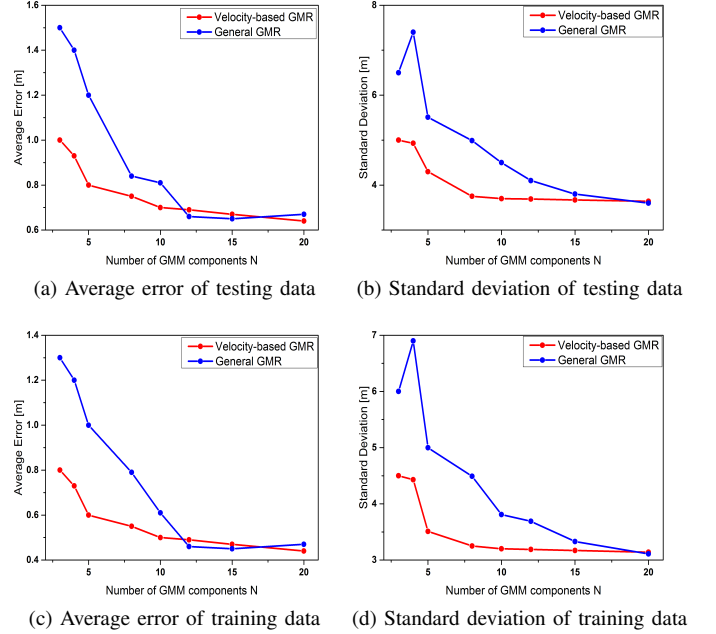 Velocity-based GMR
General GMR
Average Error [m]
1.6
1.4
1.2
1.0
0.8
0.6
5
10
15
20
Number of GMM components N
(a) Average error of testing data
Velocity-based GMR
General GMR
Standard Deviation [m]
8
6
4
5
10
15
20
Number of GMM components N
(b) Standard deviation of testing data
Velocity-based GMR
General GMR
Average Error [m]
1.4
1.2
1.0
0.8
0.6
0.4
5
10
15
20
Number of GMM components N
(c) Average error of training data
Velocity-based GMR
General GMR
Standard Deviation [m]
7
6
5
4
3
5
10
15
20
Number of GMM components N
(d) Standard deviation of training data